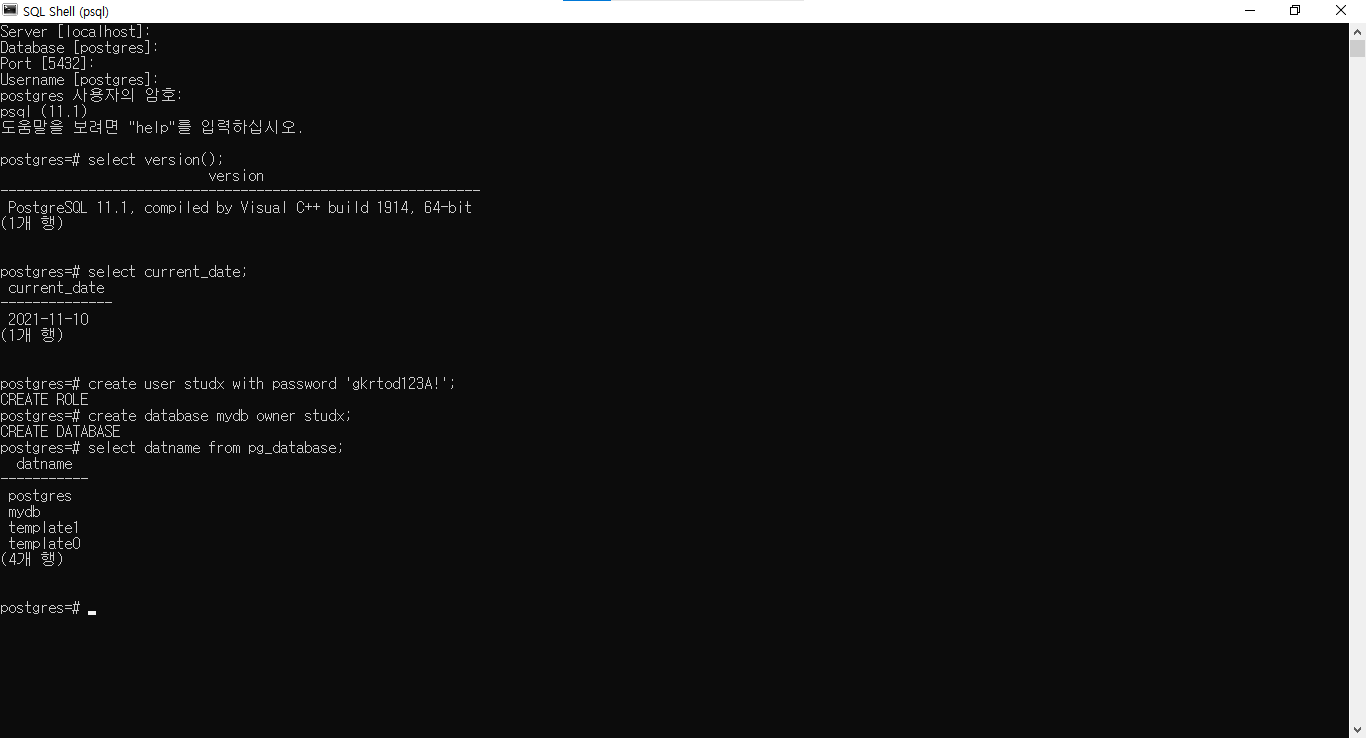 SQL Shell (psql)
Server [localhost]:
Database [postgres]:
Port [5432]:
Username [postgres]:
postgres 사용자의 암호:
psql (11.1)
도움말을 보려면 "help"를 입력하십시오.
postgres=# select version();
version
------------------------------------------------------------
PostgreSQL 11.1, compiled by Visual C++ build 1914, 64-bit
(1개 행)
postgres=# select current_date;
current_date
--------------
2021-11-10
(1개 행)
postgres=# create user studx with password 'gkrtod123A!';
CREATE ROLE
postgres=# create database mydb owner studx;
CREATE DATABASE
postgres=# select datname from pg_database;
datname
-----------
postgres
mydb
template1
template0
(4개 행)
postgres=#